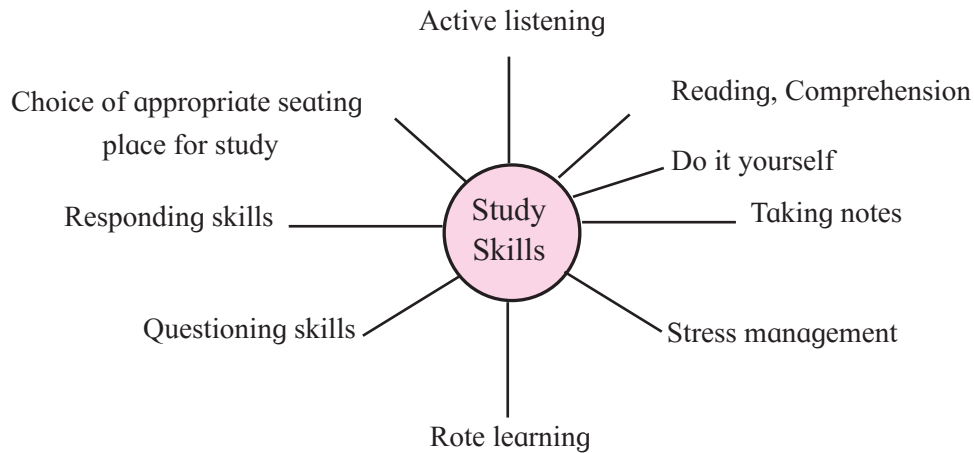 Active listening
Choice of appropriate seating
place for study
Reading, Comprehension
Do it yourself
Responding skills
Study
Skills
Taking notes
Questioning skills
Stress management
Rote learning